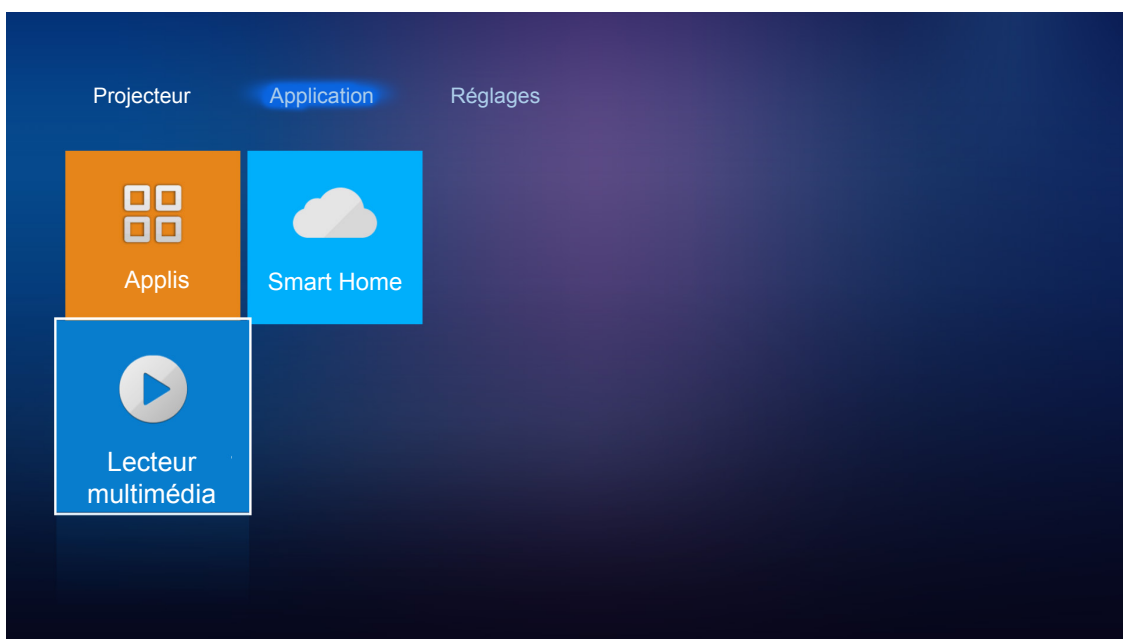 Projecteur Application Réglages
Applis Smart Home
Lecteur
multimédia